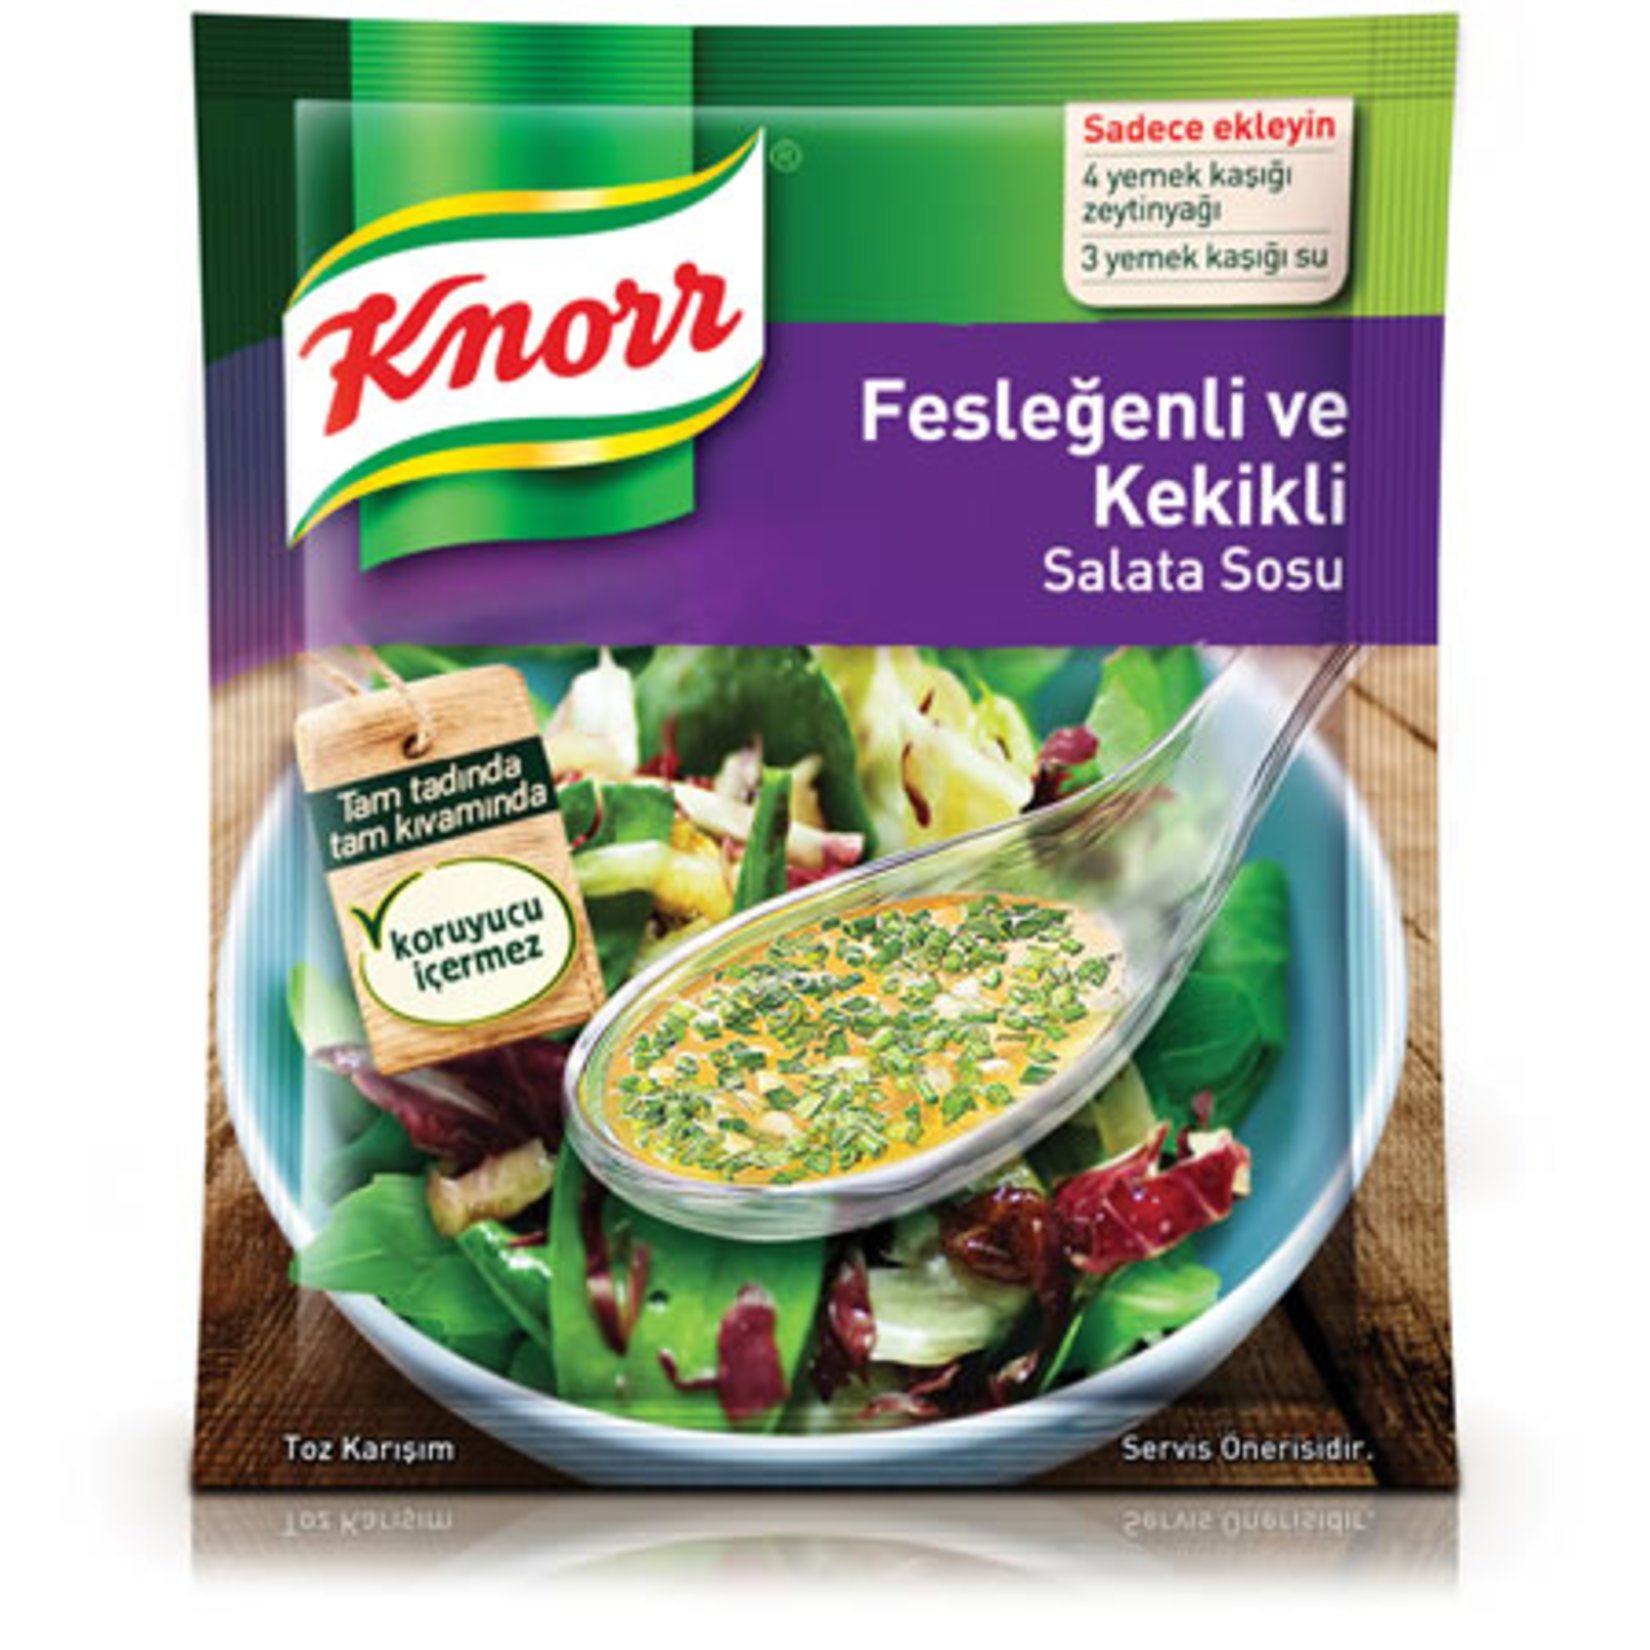 Knorr
®
Sadece ekleyin
4 yemek kaşığı
zeytinyağı
3 yemek kaşığı su
Fesleğenli ve
Kekikli
Salata Sosu
Tam tadında
tam kıvamında
koruyucu
içermez
Toz Karışım
Servis Önerisidir.